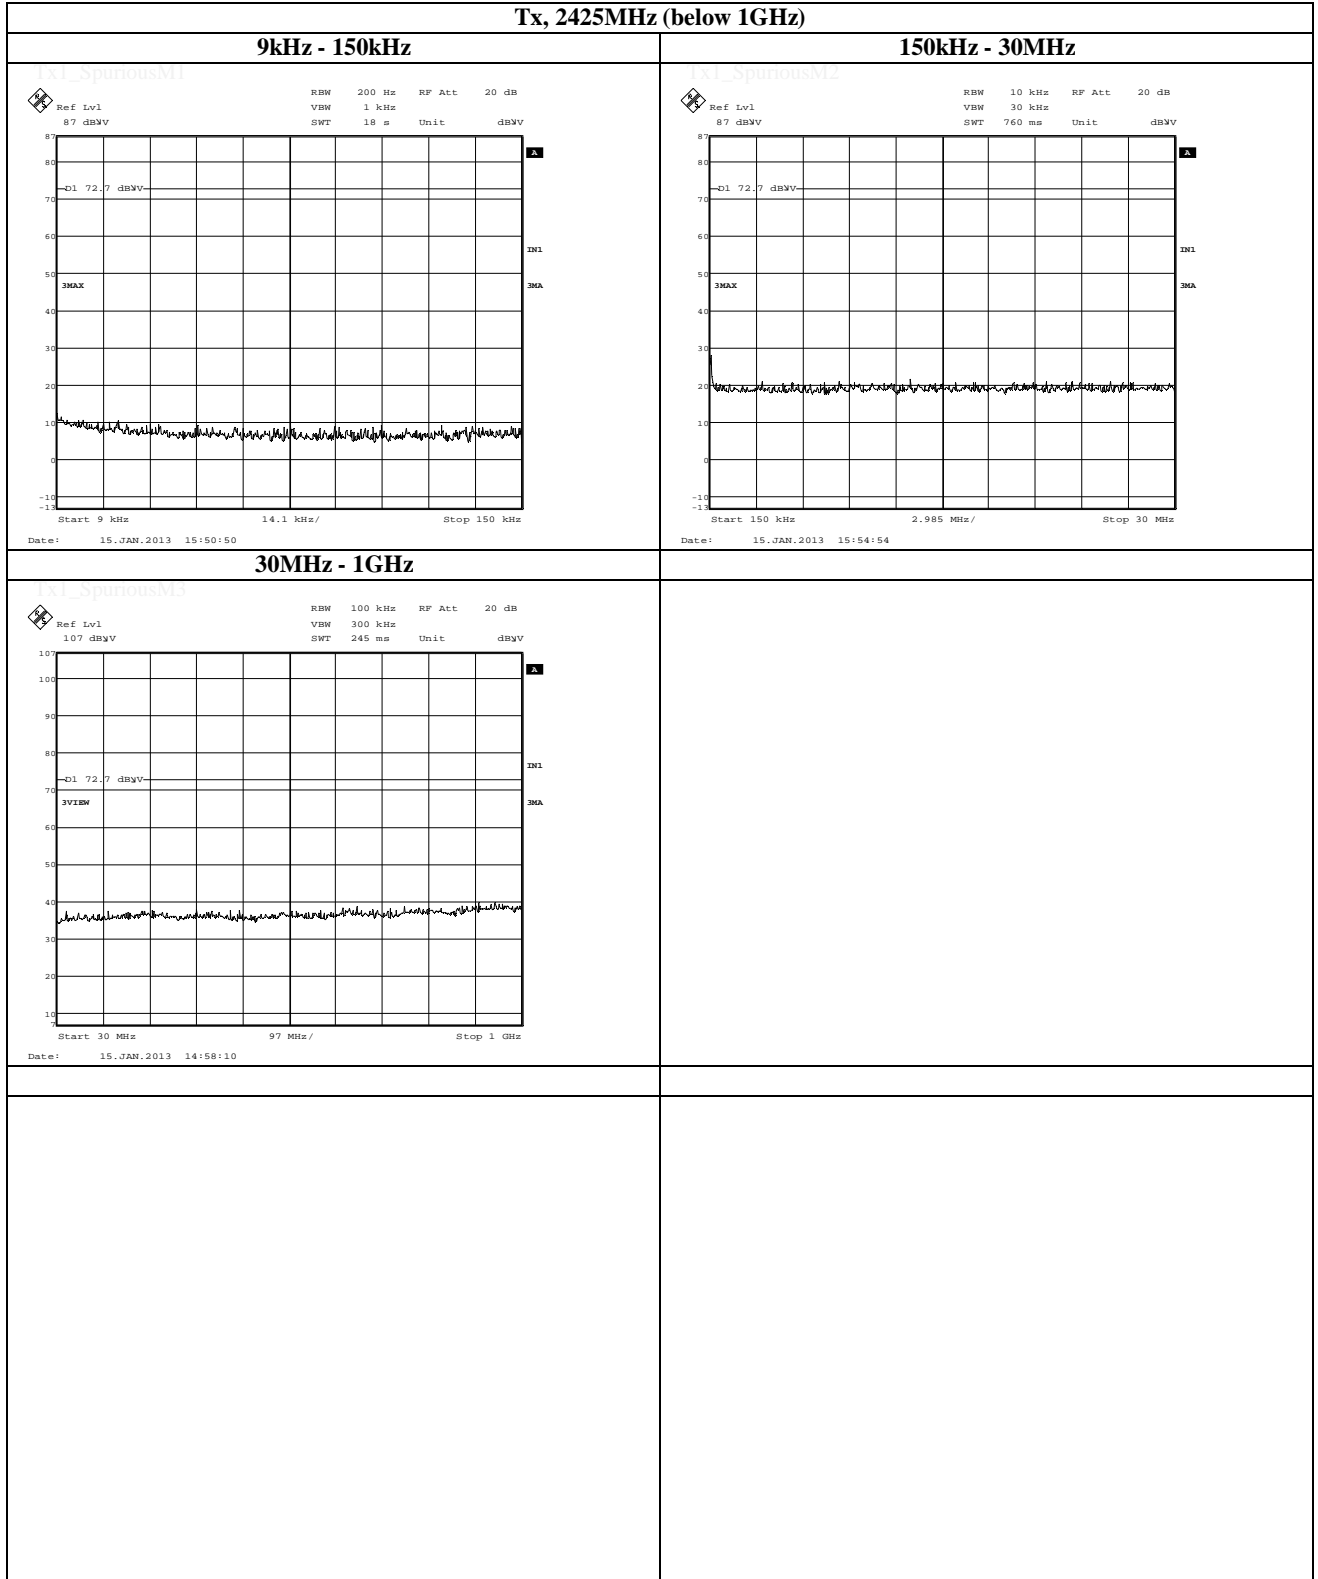 Tx, 2425MHz (below 1GHz)
9kHz - 150kHz
150kHz - 30MHz
Tx1_SpuriousM1
RBW 200 Hz RF Att 20 dB
Ref Lvl VBW 1 kHz
87 dBµV SWT 18 s Unit dBµV
87
A
80
D1 72.7 dBµV
70
60
IN1
50
3MAX 3MA
40
30
20
10
0
-10
-13
Start 9 kHz 14.1 kHz/ Stop 150 kHz
Date: 15.JAN.2013 15:50:50
Tx1_SpuriousM2
RBW 10 kHz RF Att 20 dB
Ref Lvl VBW 30 kHz
87 dBµV SWT 760 ms Unit dBµV
87
A
80
D1 72.7 dBµV
70
60
IN1
50
3MAX 3MA
40
30
20
10
0
-10
-13
Start 150 kHz 2.985 MHz/ Stop 30 MHz
Date: 15.JAN.2013 15:54:54
30MHz - 1GHz
Tx1_SpuriousM3
RBW 100 kHz RF Att 20 dB
Ref Lvl VBW 300 kHz
107 dBµV SWT 245 ms Unit dBµV
107
A
100
90
80
IN1
D1 72.7 dBµV
70
3VIEW 3MA
60
50
40
30
20
10
7
Start 30 MHz 97 MHz/ Stop 1 GHz
Date: 15.JAN.2013 14:58:10